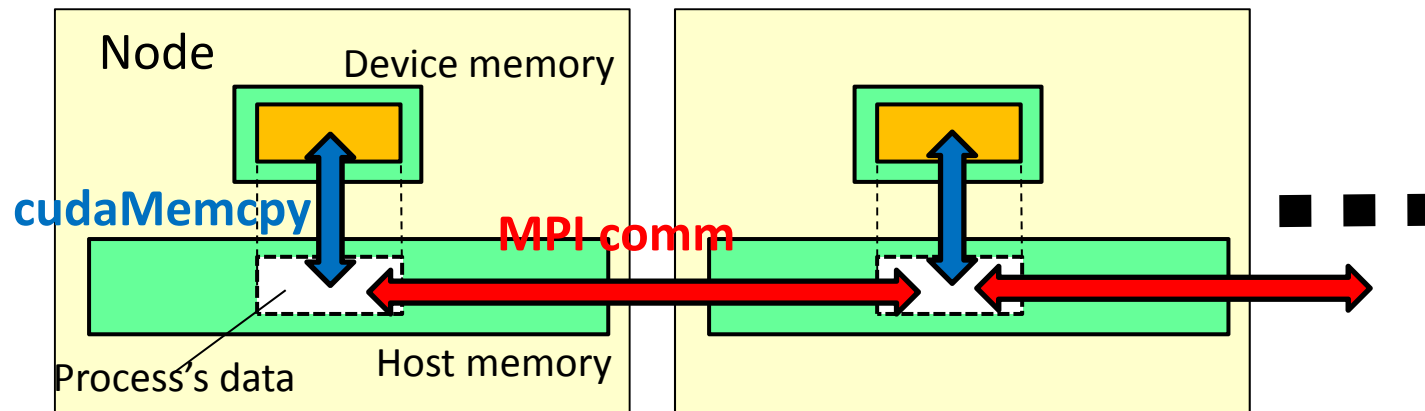 Node
Device memory
cudaMemcpy
MPI comm
Process's data
Host memory